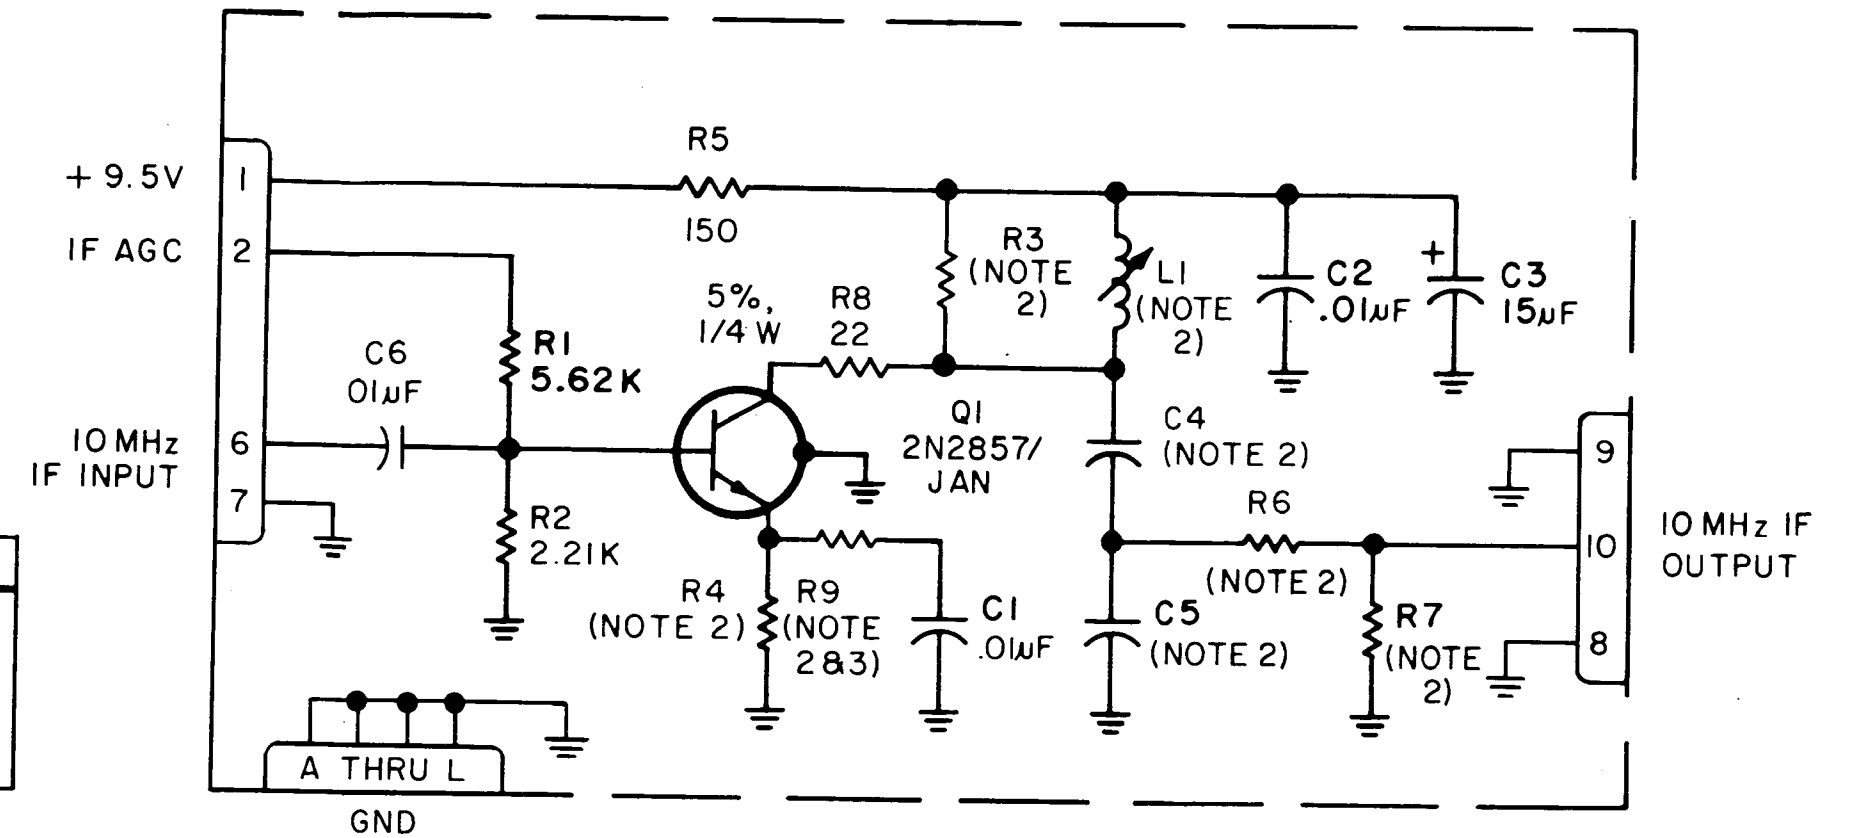 R5
+ 9.5V
1
150
IF AGC
2
R3
(NOTE
2)
L1
(NOTE
2)
C2
.01µF
+
C3
15µF
5%,
1/4 W
R8
22
R1
5.62K
C6
01µF
Q1
2N2857/
JAN
C4
(NOTE 2)
10 MHz
IF INPUT
6
7
9
R6
(NOTE 2)
10
10 MHz IF
OUTPUT
R2
2.21K
R4
(NOTE 2)
R9
(NOTE
2&3)
C1
.01µF
C5
(NOTE 2)
R7
(NOTE
2)
8
A THRU L
GND